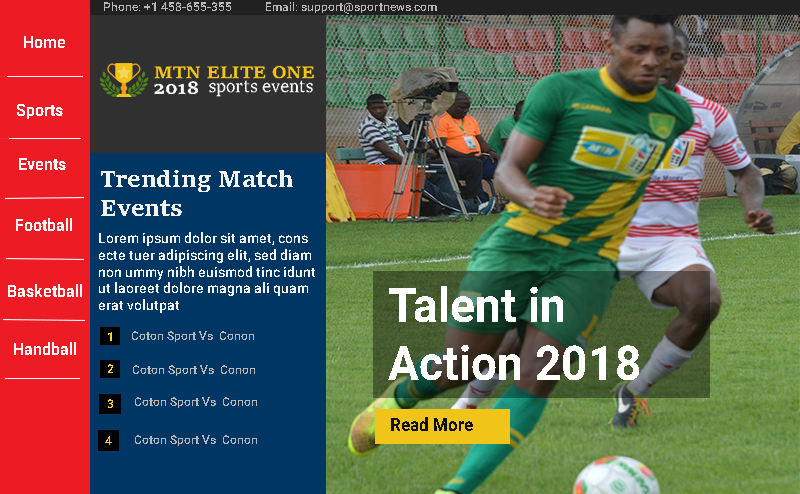 Phone: +1 458-655-355 Email: support@sportnews.com
Home
Sports
Events
Football
Basketball
Handball
MTN ELITE ONE
2018 sports events
Trending Match
Events
Lorem ipsum dolor sit amet, cons
ecte tuer adipiscing elit, sed diam
non ummy nibh euismod tinc idunt
ut laoreet dolore magna ali quam
erat volutpat
1 Coton Sport Vs Conon
2 Coton Sport Vs Conon
3 Coton Sport Vs Conon
4 Coton Sport Vs Conon
MTN
Talent in
Action 2018
Read More